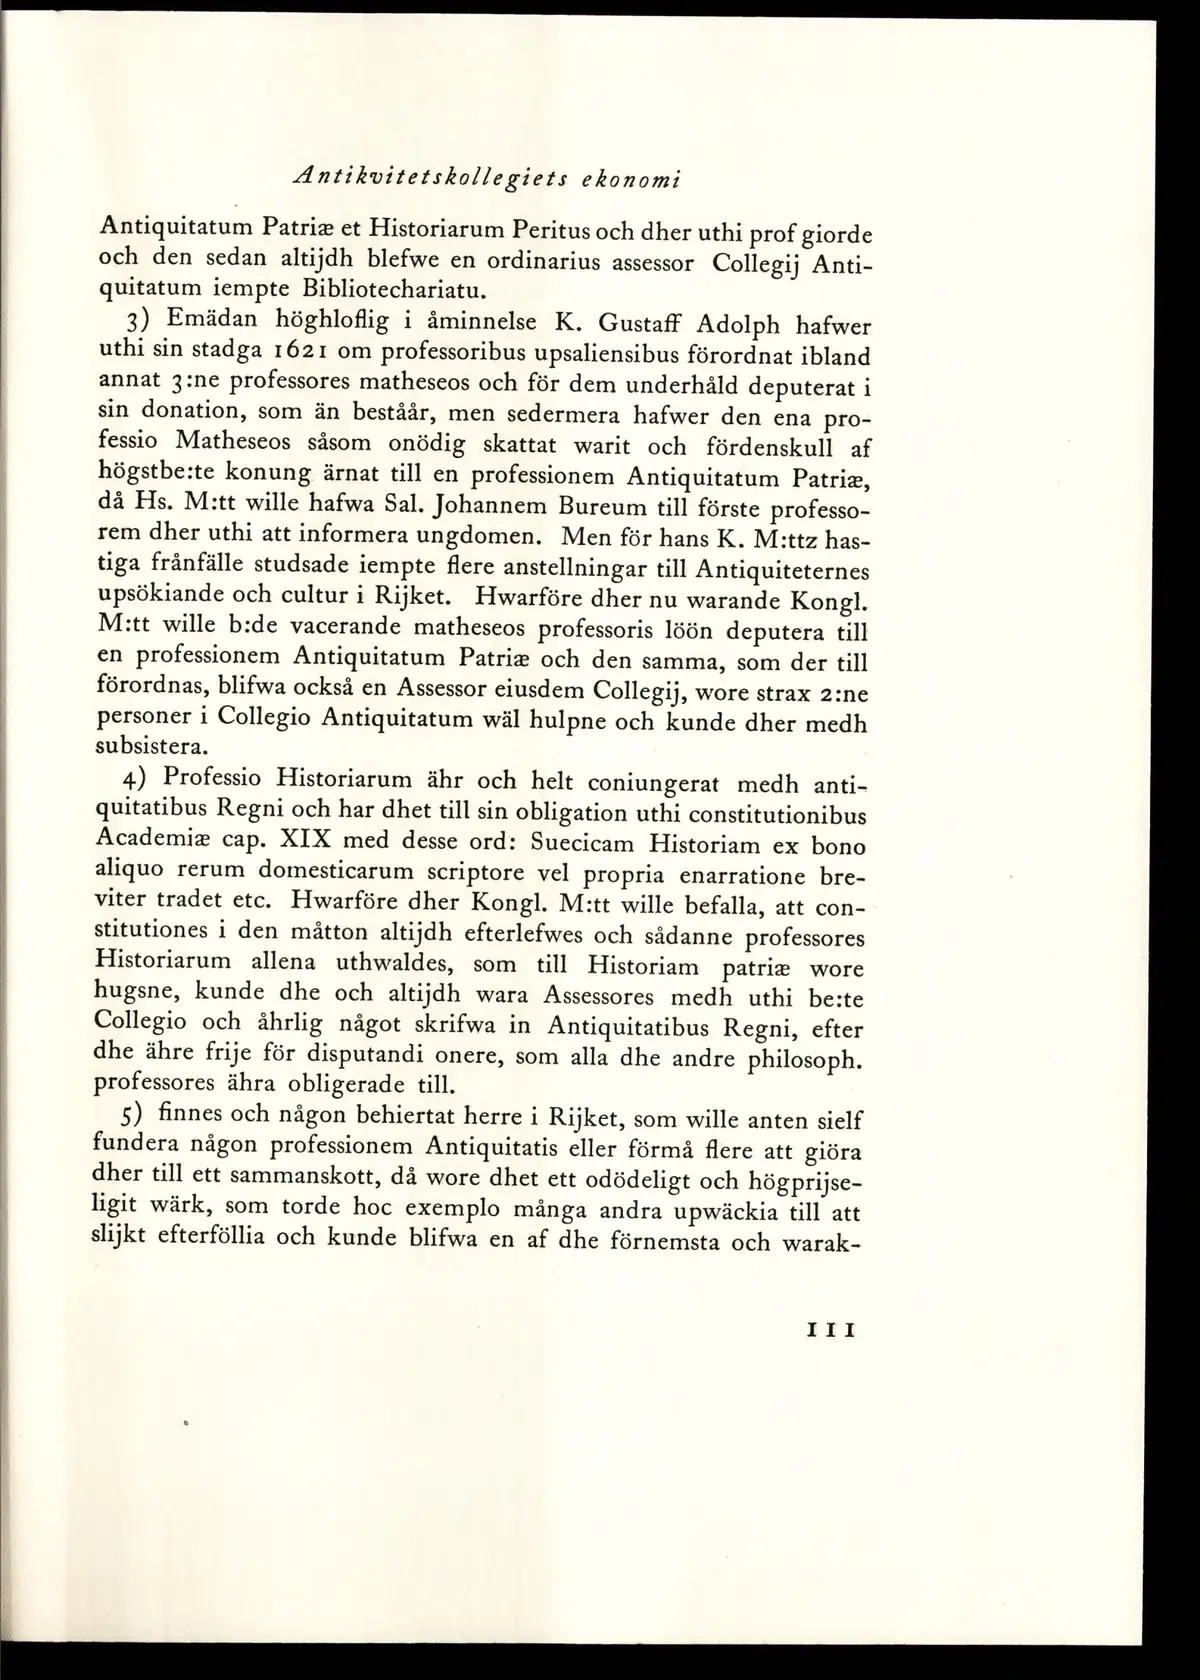 Antikvitetskollegiets ekonomi
Antiquitatum Patriæ et Historiarum Peritus och dher uthi prof giorde
och den sedan altijdh blefwe en ordinarius assessor Collegij Anti-
quitatum iempte Bibliotechariatu.
3) Emädan höghloflig i åminnelse K. Gustaff Adolph hafwer
uthi sin stadga 1621 om professoribus upsaliensibus förordnat ibland
annat 3:ne professores matheseos och för dem underhåld deputerat i
sin donation, som än beståår, men sedermera hafwer den ena pro-
fessio Matheseos såsom onödig skattat warit och fördenskull af
högstbe:te konung ärnat till en professionem Antiquitatum Patriæ,
då Hs. M:tt wille hafwa Sal. Johannem Bureum till förste professo-
rem dher uthi att informera ungdomen. Men för hans K. M:ttz has-
tiga frånfälle studsade iempte flere anstellningar till Antiquiteternes
upsökiande och cultur i Rijket. Hwarföre dher nu warande Kongl.
M:tt wille b:de vacerande matheseos professoris löön deputera till
en professionem Antiquitatum Patriæ och den samma, som der till
förordnas, blifwa också en Assessor eiusdem Collegij, wore strax 2:ne
personer i Collegio Antiquitatum wäl hulpne och kunde dher medh
subsistera.
4) Professio Historiarum ähr och helt coniungerat medh anti-
quitatibus Regni och har dhet till sin obligation uthi constitutionibus
Academiæ cap. XIX med desse ord: Suecicam Historiam ex bono
aliquo rerum domesticarum scriptore vel propria enarratione bre-
viter tradet etc. Hwarföre dher Kongl. M:tt wille befalla, att con-
stitutiones i den måtton altijdh efterlefwes och sådanne professores
Historiarum allena uthwaldes, som till Historiam patriæ wore
hugsne, kunde dhe och altijdh wara Assessores medh uthi be:te
Collegio och åhrlig något skrifwa in Antiquitatibus Regni, efter
dhe ähre frije för disputandi onere, som alla dhe andre philosoph.
professores ähra obligerade till.
5) finnes och någon behiertat herre i Rijket, som wille anten sielf
fundera någon professionem Antiquitatis eller förmå flere att giöra
dher till ett sammanskott, då wore dhet ett odödeligt och högprijse-
ligit wärk, som torde hoc exemplo många andra upwäckia till att
slijkt efterföllia och kunde blifwa en af dhe förnemsta och warak-
111